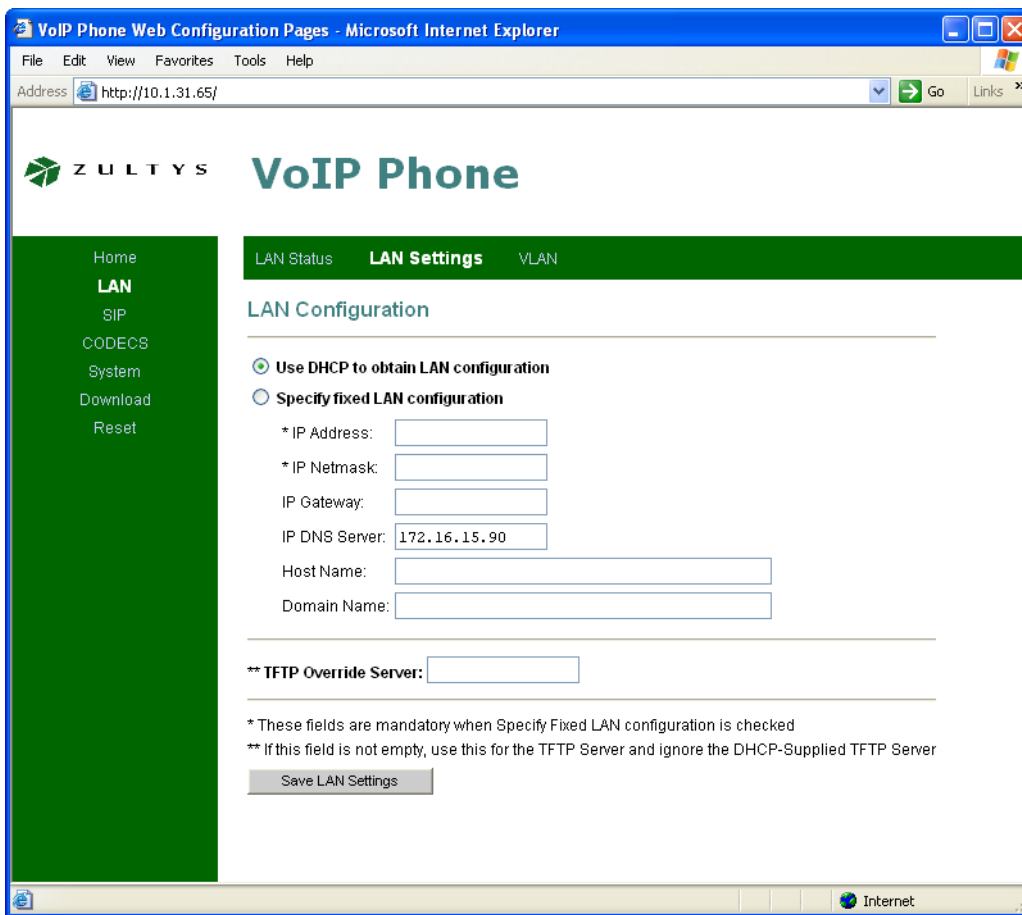 VoIP Phone Web Configuration Pages - Microsoft Internet Explorer
File Edit View Favorites Tools Help
Address http://10.1.31.65/ Go Links »
ZULTYS VoIP Phone
Home
LAN
SIP
CODECS
System
Download
Reset
LAN Status LAN Settings VLAN
LAN Configuration
Use DHCP to obtain LAN configuration
Specify fixed LAN configuration
* IP Address:
* IP Netmask:
IP Gateway:
IP DNS Server: 172.16.15.90
Host Name:
Domain Name:
** TFTP Override Server:
* These fields are mandatory when Specify Fixed LAN configuration is checked
** If this field is not empty, use this for the TFTP Server and ignore the DHCP-Supplied TFTP Server
Save LAN Settings
Internet